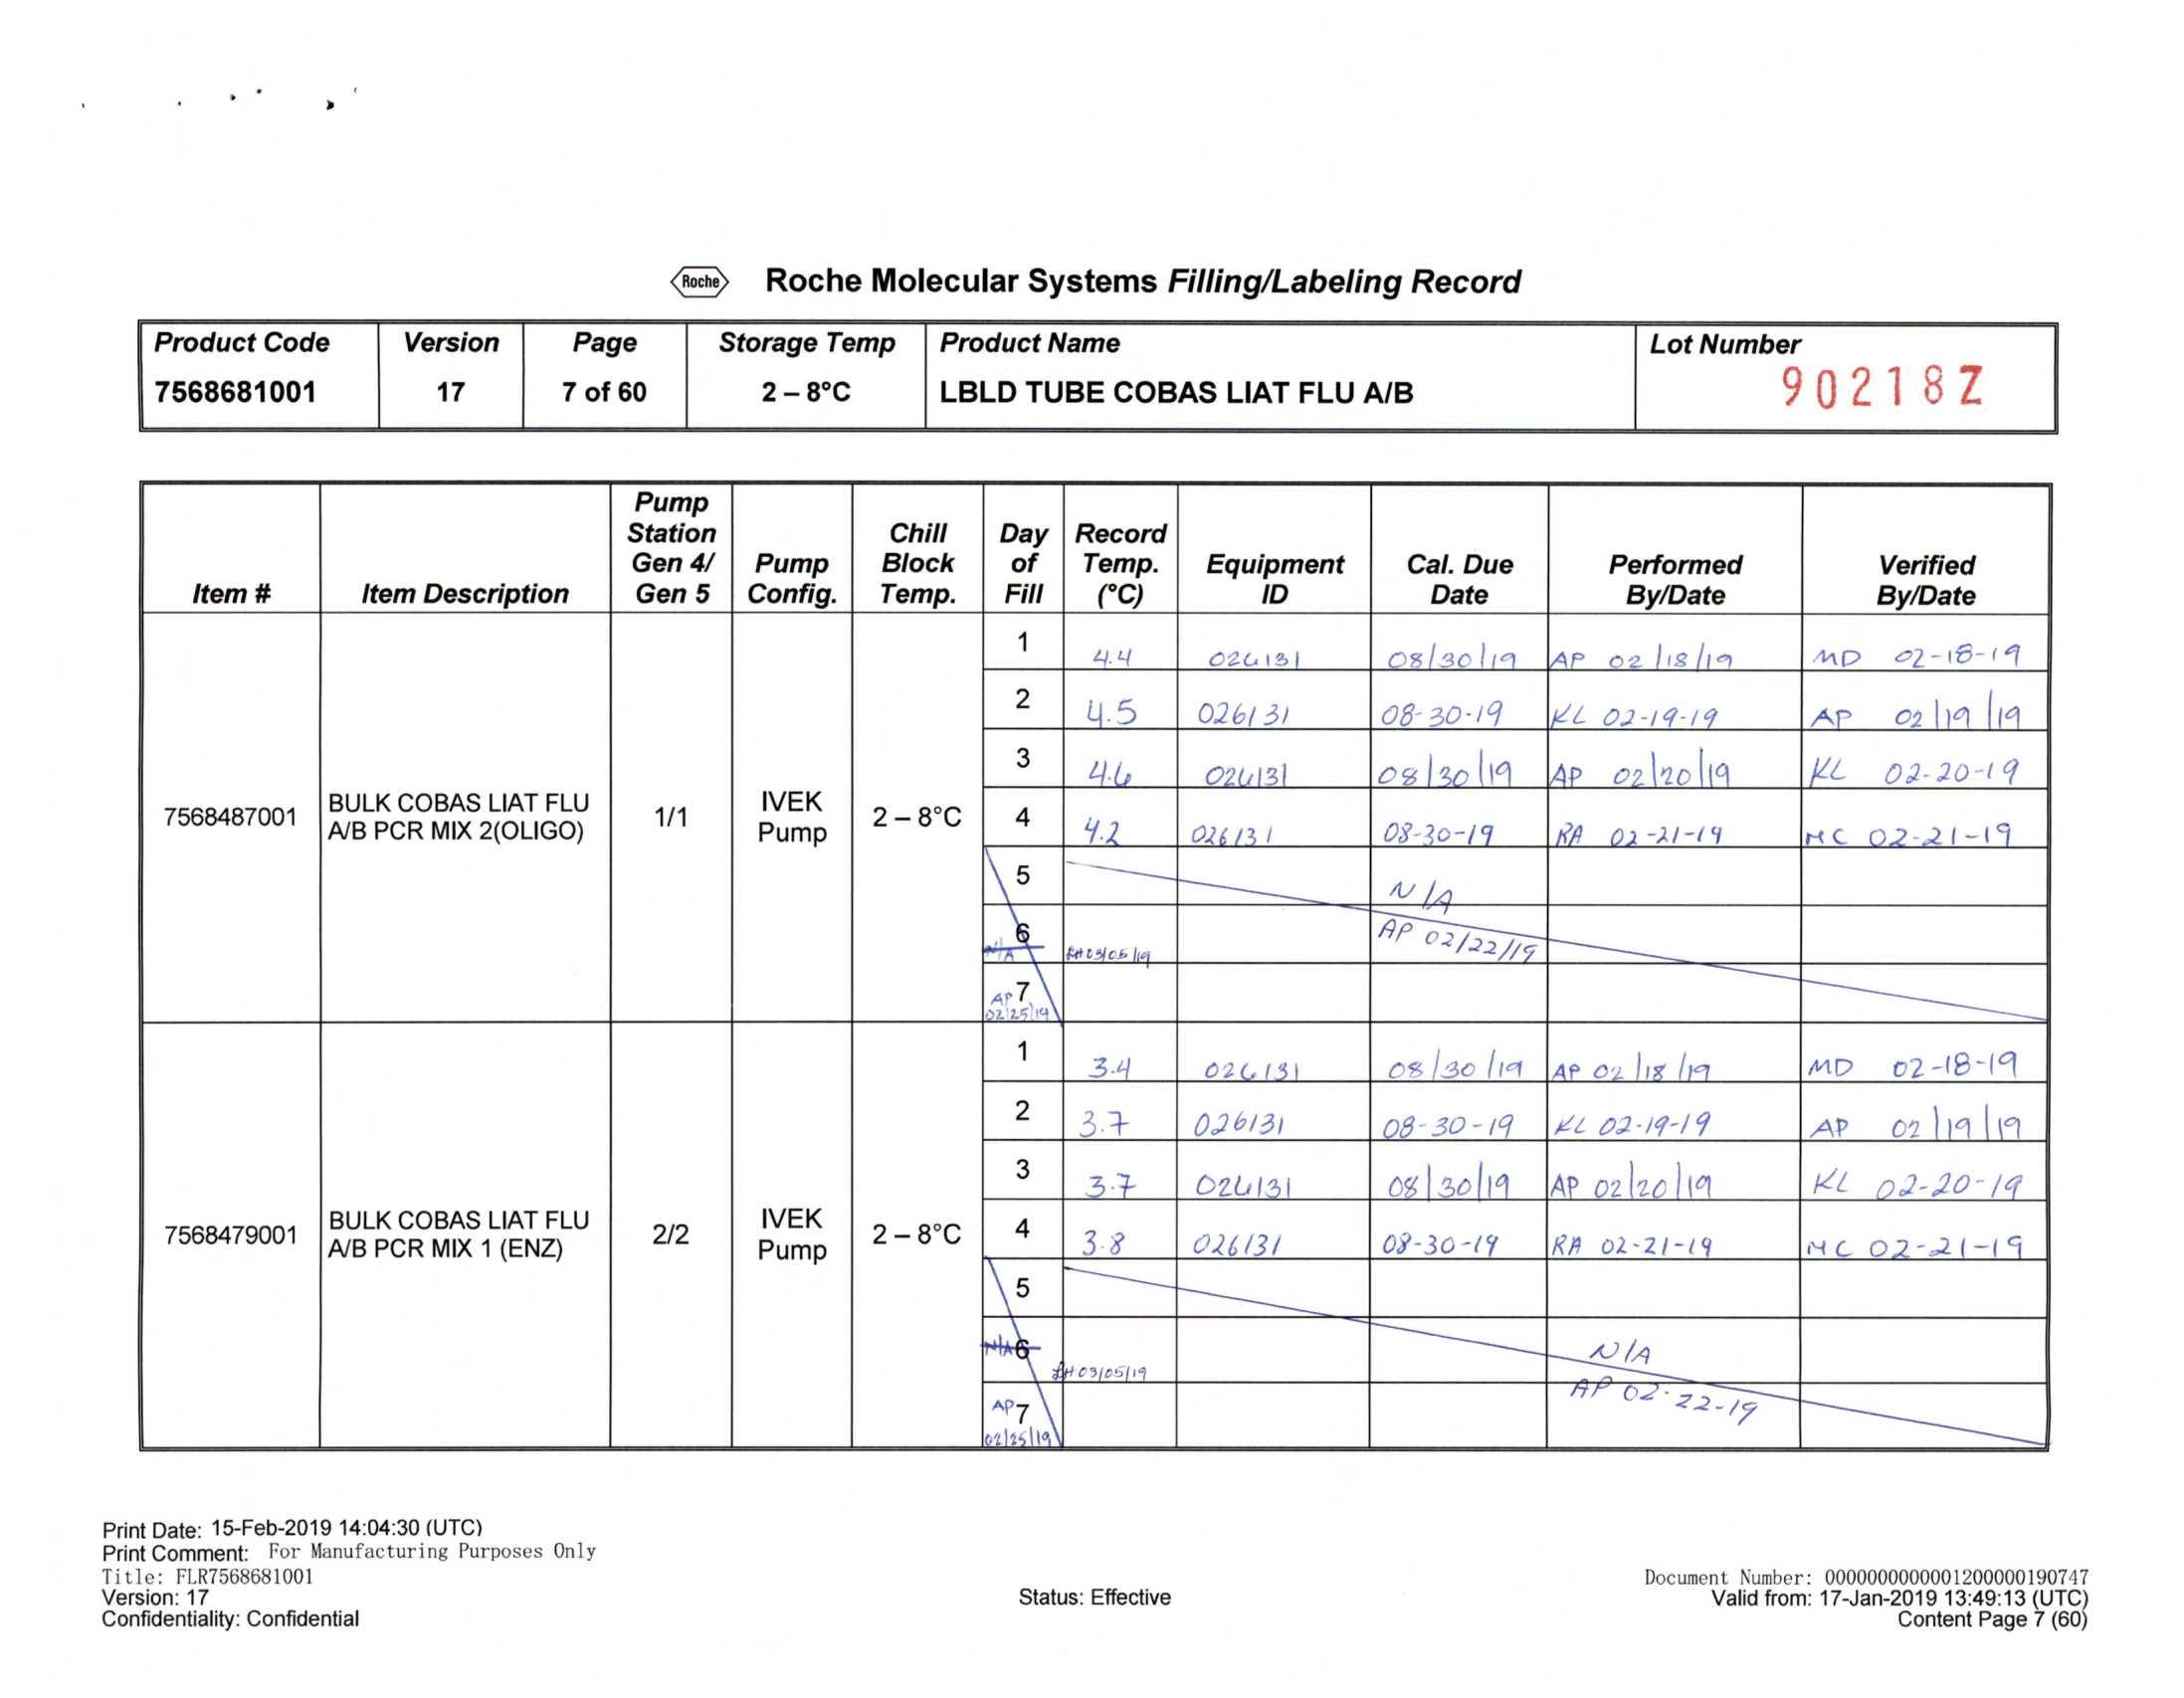 Roche Roche Molecular Systems Filling/Labeling Record
Product Code Version Page Storage Temp Product Name Lot Number
7568681001 17 7 of 60 2 – 8°C LBLD TUBE COBAS LIAT FLU A/B 90218Z
Item # Item Description Pump Station Gen 4/ Gen 5 Pump Config. Chill Block Temp. Day of Fill Record Temp. (°C) Equipment ID Cal. Due Date Performed By/Date Verified By/Date
7568487001 BULK COBAS LIAT FLU A/B PCR MIX 2(OLIGO) 1/1 IVEK Pump 2 – 8°C
1 4.4 026131 08/30/19 AP 02/18/19 MD 02-18-19
2 4.5 026131 08-30-19 KL 02-19-19 AP 02/19/19
3 4.6 026131 08/30/19 AP 02/20/19 KL 02-20-19
4 4.2 026131 08-30-19 RA 02-21-19 MC 02-21-19
5 N/A
6 N/A LH 03/05/19 AP 02/22/19
7 AP 02/25/19
7568479001 BULK COBAS LIAT FLU A/B PCR MIX 1 (ENZ) 2/2 IVEK Pump 2 – 8°C
1 3.4 026131 08/30/19 AP 02/18/19 MD 02-18-19
2 3.7 026131 08-30-19 KL 02-19-19 AP 02/19/19
3 3.7 026131 08/30/19 AP 02/20/19 KL 02-20-19
4 3.8 026131 08-30-19 RA 02-21-19 MC 02-21-19
5
6 N/A LH 03/05/19 N/A
7 AP 02/25/19 AP 02-22-19
Print Date: 15-Feb-2019 14:04:30 (UTC)
Print Comment: For Manufacturing Purposes Only
Title: FLR7568681001
Version: 17
Confidentiality: Confidential
Status: Effective
Document Number: 0000000000001200000190747
Valid from: 17-Jan-2019 13:49:13 (UTC)
Content Page 7 (60)